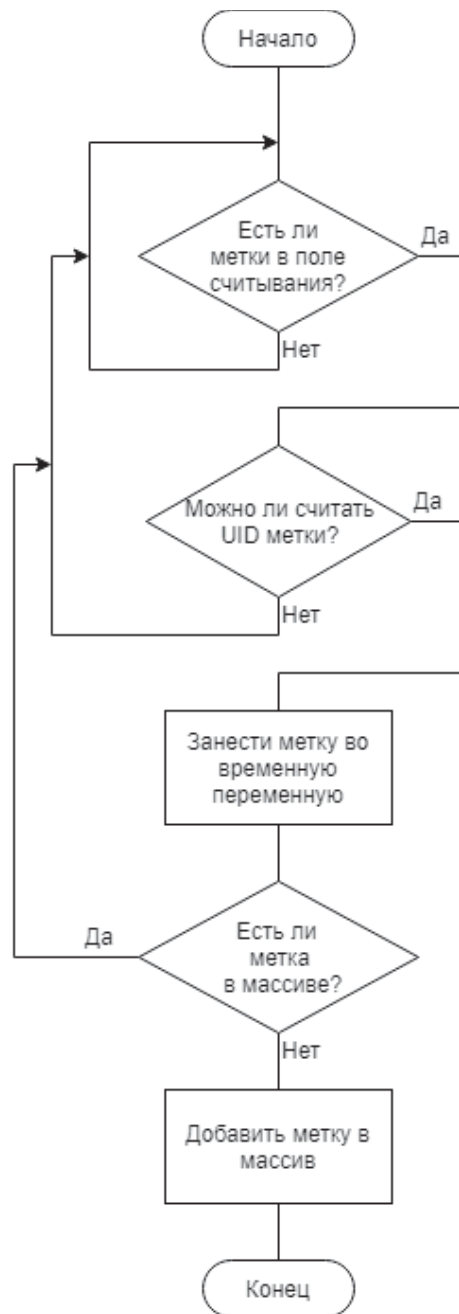 Начало
Есть ли
метки в поле
считывания?
Да
Нет
Можно ли считать
UID метки?
Да
Нет
Занести метку во
временную
переменную
Да
Есть ли
метка
в массиве?
Нет
Добавить метку в
массив
Конец